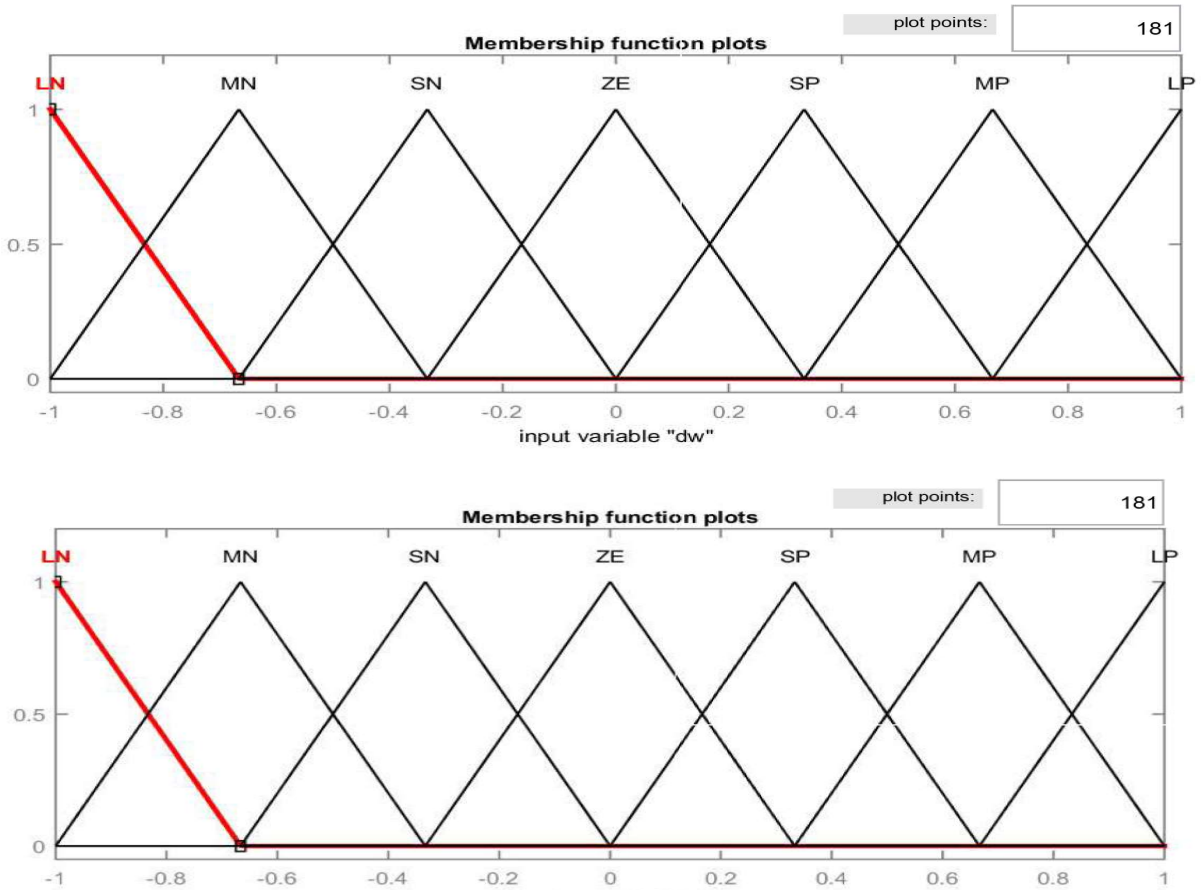 plot points: 181
Membership function plots
LN MN SN ZE SP MP LP
1
0.5
0
-1 -0.8 -0.6 -0.4 -0.2 0 0.2 0.4 0.6 0.8 1
input variable "dw"
plot points: 181
Membership function plots
LN MN SN ZE SP MP LP
1
0.5
0
-1 -0.8 -0.6 -0.4 -0.2 0 0.2 0.4 0.6 0.8 1